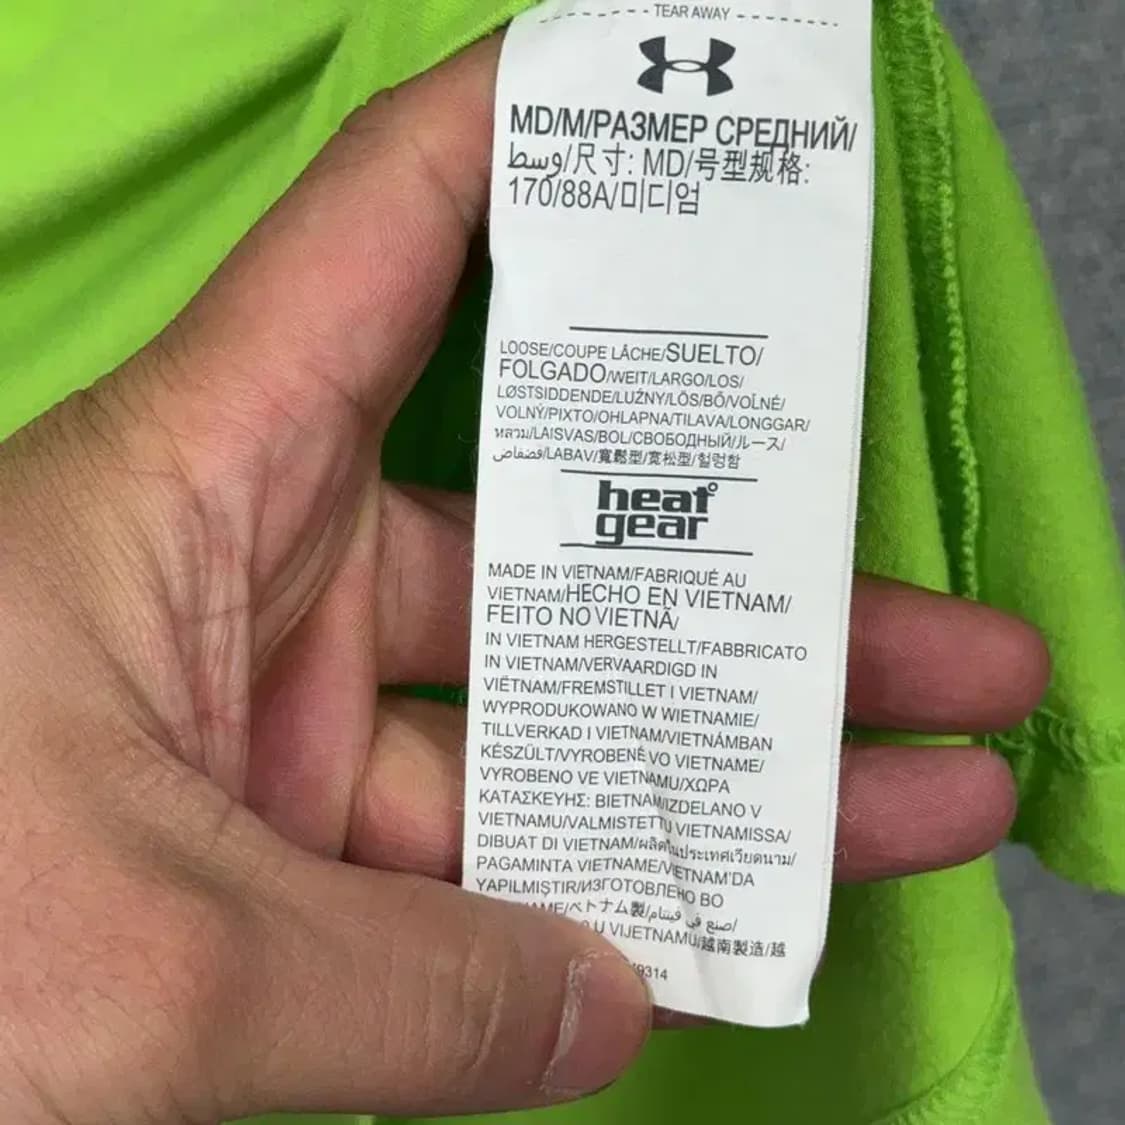 TEAR AWAY
MD/M/РАЗМЕР СРЕДНИЙ/
وسط/尺寸: MD/号型规格:
170/88A/미디엄
LOOSE/COUPE LÂCHE/SUELTO/
FOLGADO/WEIT/LARGO/LOS/
LØSTSIDDENDE/LUŹNY/LÖS/BŐ/VOĽNÉ/
VOLNÝ/ΡΙΧΤΟ/OHLAPNA/TILAVA/LONGGAR/
หลวม/LAISVAS/BOL/СВОБОДНЫЙ/ルース/
فضفاض/LABAV/寬鬆型/宽松型/헐렁함
heat
gear
MADE IN VIETNAM/FABRIQUÉ AU
VIETNAM/HECHO EN VIETNAM/
FEITO NO VIETNÃ/
IN VIETNAM HERGESTELLT/FABBRICATO
IN VIETNAM/VERVAARDIGD IN
VIËTNAM/FREMSTILLET I VIETNAM/
WYPRODUKOWANO W WIETNAMIE/
TILLVERKAD I VIETNAM/VIETNÁMBAN
KÉSZÜLT/VYROBENÉ VO VIETNAME/
VYROBENO VE VIETNAMU/ΧΩΡΑ
ΚΑΤΑΣΚΕΥΗΣ: ΒΙΕΤΝΑΜ/IZDELANO V
VIETNAMU/VALMISTETTU VIETNAMISSA/
DIBUAT DI VIETNAM/ผลิตในประเทศเวียดนาม/
PAGAMINTA VIETNAME/VIETNAM'DA
YAPILMIŞTIR/ИЗГОТОВЛЕНО ВО
/ベトナム製/صنع في فيتنام/
U VIJETNAMU/越南製造/越
9314